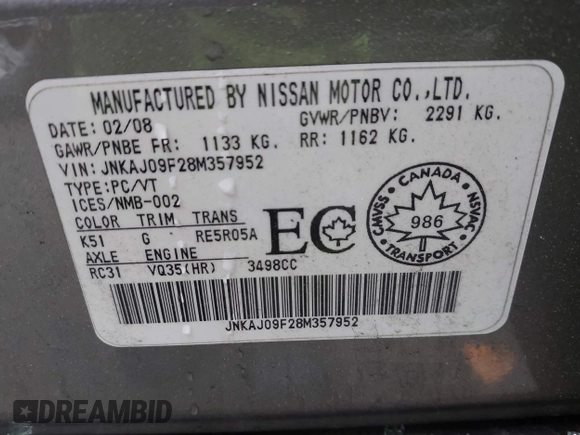 MANUFACTURED BY NISSAN MOTOR CO.,LTD.
DATE: 02/08 GVWR/PNBV: 2291 KG.
GAWR/PNBE FR: 1133 KG. RR: 1162 KG.
VIN: JNKAJ09F28M357952
TYPE: PC/VT
ICES/NMB-002
COLOR TRIM TRANS
K51 G RE5R05A
AXLE ENGINE
RC31 VQ35(HR) 3498CC
EC
CANADA
CMVSS 986 NSVAC
TRANSPORT
JNKAJ09F28M357952
DREAMBID